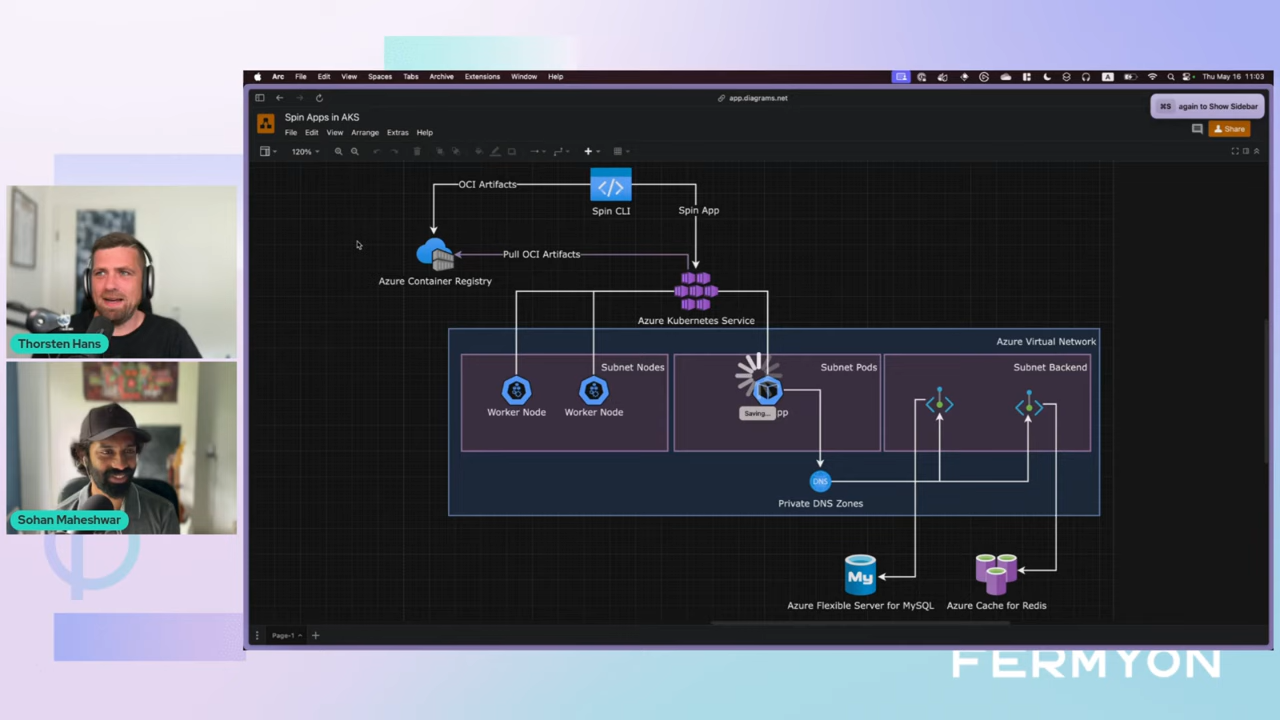 Arc File Edit View Spaces Tabs Archive Extensions Window Help
A
Thu May 16 11:03
app.diagrams.net
⌘S again to Show Sidebar
Spin Apps in AKS
File Edit View Arrange Extras Help
Share
120%
OCI Artifacts
Spin CLI
Spin App
Pull OCI Artifacts
Azure Container Registry
Azure Kubernetes Service
Azure Virtual Network
Subnet Nodes
Subnet Pods
Subnet Backend
Worker Node
Worker Node
Saving...
DNS
Private DNS Zones
My
Azure Flexible Server for MySQL
Azure Cache for Redis
Page-1
Thorsten Hans
Sohan Maheshwar
FERMYON